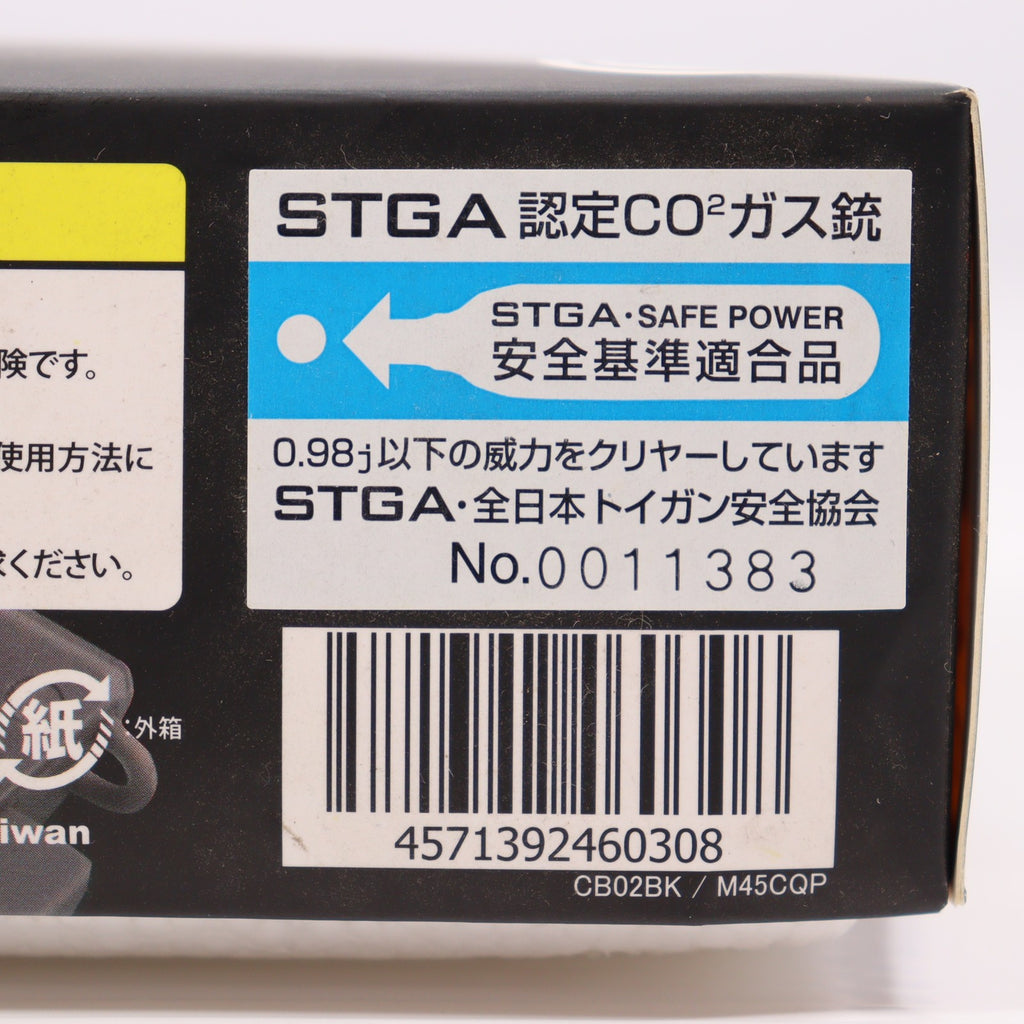 STGA 認定CO²ガス銃
STGA・SAFE POWER
安全基準適合品
0.98j以下の威力をクリヤーしています
STGA・全日本トイガン安全協会
No.0011383
4571392460308
CB02BK / M45CQP
険です。
使用方法に
ください。
紙
:外箱
iwan